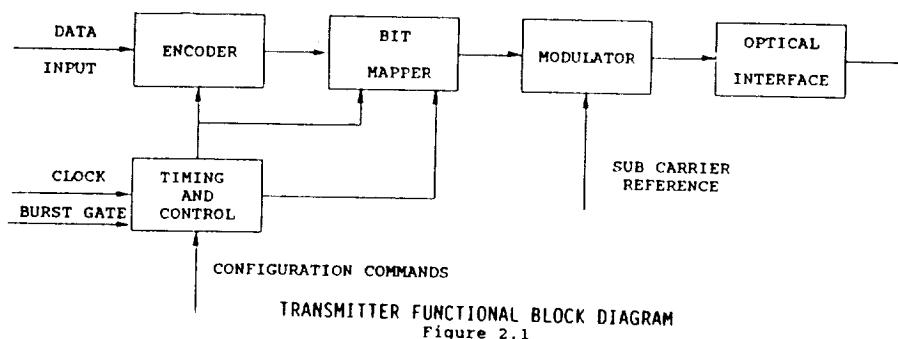 DATA
INPUT
ENCODER
BIT
MAPPER
MODULATOR
OPTICAL
INTERFACE
CLOCK
BURST GATE
TIMING
AND
CONTROL
SUB CARRIER
REFERENCE
CONFIGURATION COMMANDS
TRANSMITTER FUNCTIONAL BLOCK DIAGRAM
Figure 2.1